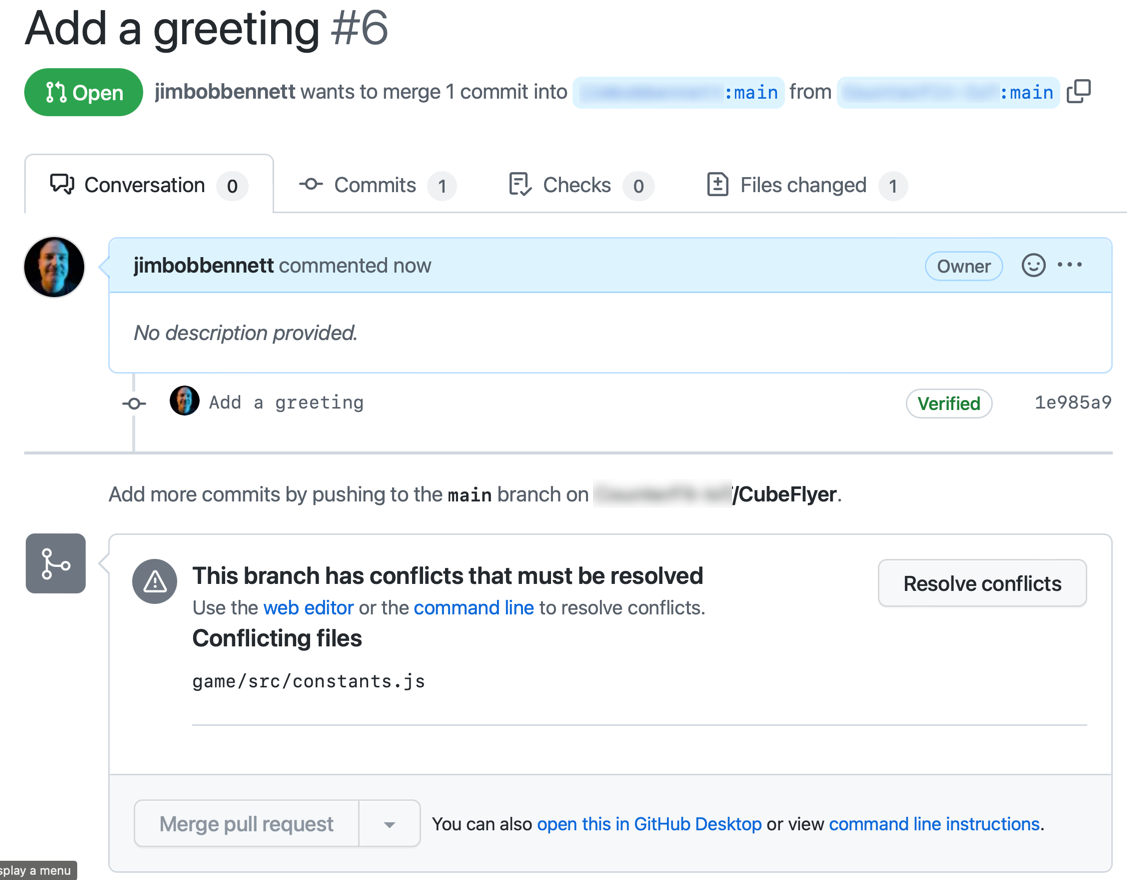 Add a greeting #6
Open jimbobbennett wants to merge 1 commit into :main from :main
Conversation 0 Commits 1 Checks 0 Files changed 1
jimbobbennett commented now Owner
No description provided.
Add a greeting Verified 1e985a9
Add more commits by pushing to the main branch on /CubeFlyer.
This branch has conflicts that must be resolved Resolve conflicts
Use the web editor or the command line to resolve conflicts.
Conflicting files
game/src/constants.js
Merge pull request You can also open this in GitHub Desktop or view command line instructions.
splay a menu